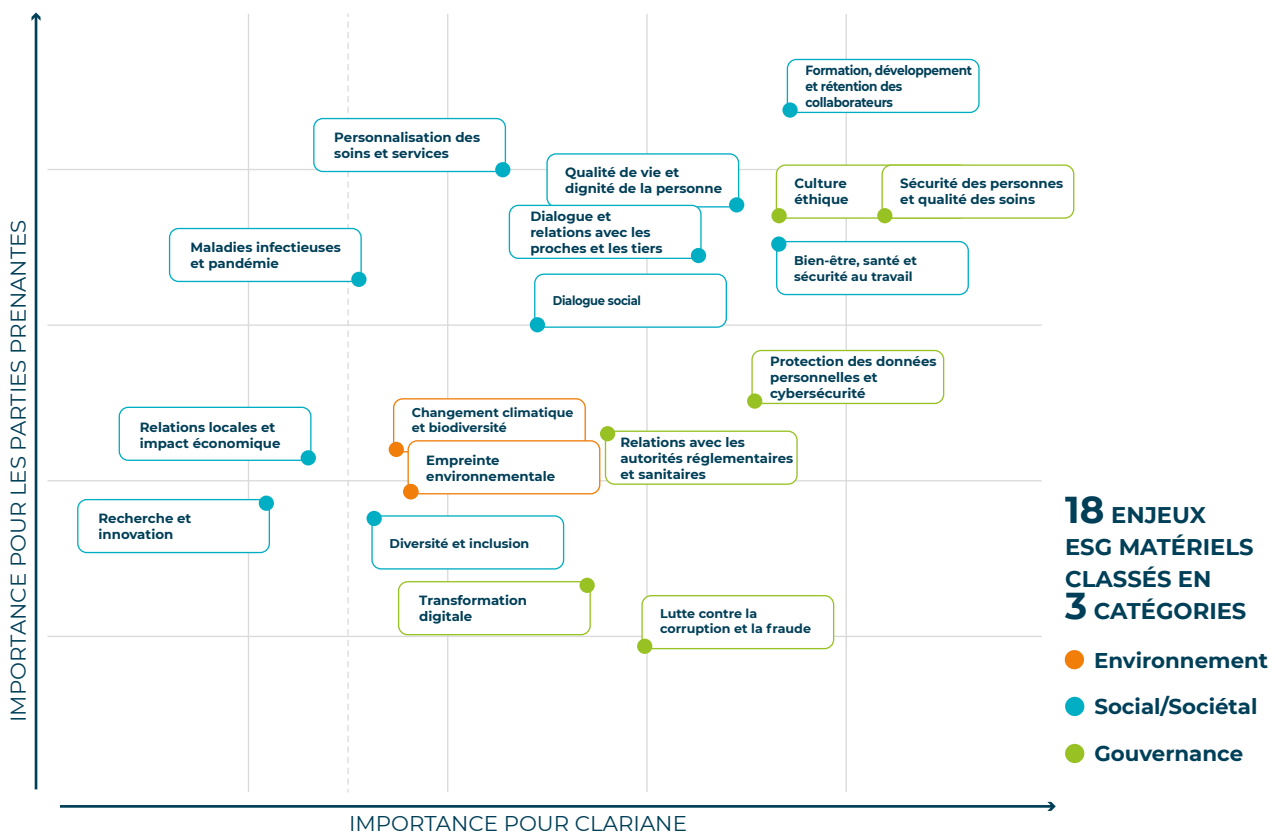 IMPORTANCE POUR LES PARTIES PRENANTES
Formation, développement
et rétention des
collaborateurs
Personnalisation des
soins et services
Qualité de vie et
dignité de la personne
Culture
éthique
Sécurité des personnes
et qualité des soins
Dialogue et
relations avec les
proches et les tiers
Maladies infectieuses
et pandémie
Bien-être, santé et
sécurité au travail
Dialogue social
Protection des données
personnelles et
cybersécurité
Changement climatique
et biodiversité
Relations locales et
impact économique
Relations avec les
autorités réglementaires
et sanitaires
Empreinte
environnementale
Recherche et
innovation
Diversité et inclusion
Transformation
digitale
Lutte contre la
corruption et la fraude
18 ENJEUX
ESG MATÉRIELS
CLASSÉS EN
3 CATÉGORIES
Environnement
Social/Sociétal
Gouvernance
IMPORTANCE POUR CLARIANE